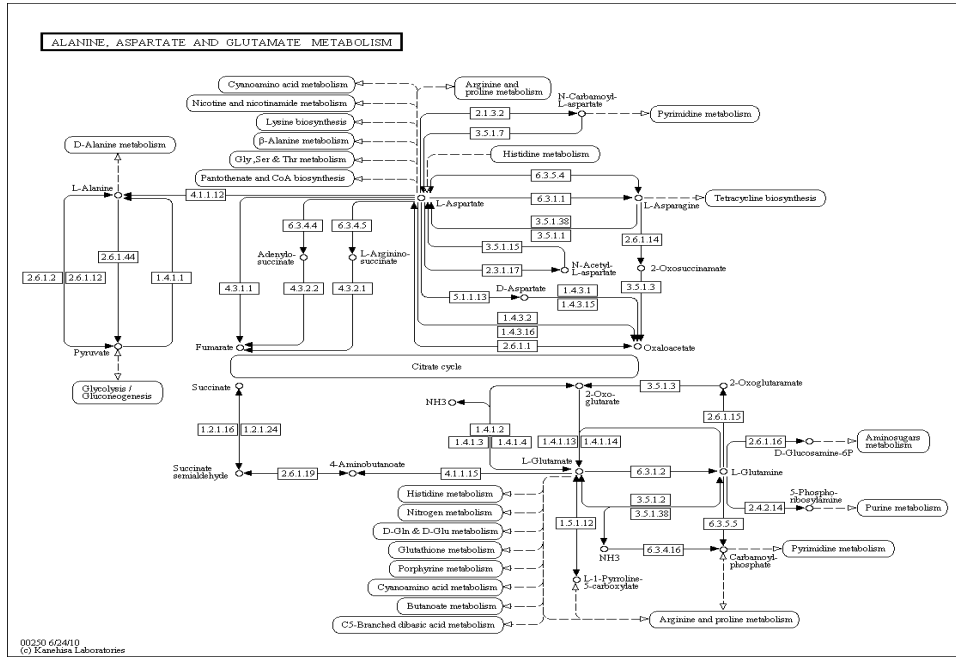 ALANINE, ASPARTATE AND GLUTAMATE METABOLISM
Cyanoamino acid metabolism
Arginine and
proline metabolism
Nicotine and nicotinamide metabolism
N-Carbamoyl-
L-aspartate
2.1.3.2
Pyrimidine metabolism
Lysine biosynthesis
3.5.1.7
D-Alanine metabolism
β-Alanine metabolism
Gly ,Ser & Thr metabolism
Histidine metabolism
Pantothenate and CoA biosynthesis
6.3.5.4
L-Alanine
4.1.1.12
L-Aspartate
6.3.1.1
L-Asparagine
Tetracycline biosynthesis
6.3.4.4
6.3.4.5
3.5.1.38
3.5.1.1
2.6.1.14
3.5.1.15
2.6.1.44
Adenylo-
succinate
L-Arginino-
succinate
2.3.1.17
N-Acetyl-
L-aspartate
2-Oxosuccinamate
2.6.1.2
2.6.1.12
1.4.1.1
4.3.1.1
4.3.2.2
4.3.2.1
D-Aspartate
5.1.1.13
1.4.3.1
1.4.3.15
3.5.1.3
1.4.3.2
1.4.3.16
Pyruvate
Fumarate
2.6.1.1
Oxaloacetate
Citrate cycle
Glycolysis /
Gluconeogenesis
Succinate
2-Oxo-
glutarate
3.5.1.3
2-Oxoglutaramate
NH3
2.6.1.15
1.2.1.16
1.2.1.24
1.4.1.2
1.4.1.3
1.4.1.4
1.4.1.13
1.4.1.14
2.6.1.16
D-Glucosamine-6P
Aminosugars
metabolism
Succinate
semialdehyde
2.6.1.19
4-Aminobutanoate
4.1.1.15
L-Glutamate
6.3.1.2
L-Glutamine
Histidine metabolism
3.5.1.2
3.5.1.38
5-Phospho-
ribosylamine
2.4.2.14
Purine metabolism
Nitrogen metabolism
1.5.1.12
6.3.5.5
D-Gln & D-Glu metabolism
Glutathione metabolism
NH3
6.3.4.16
Carbamoyl-
phosphate
Pyrimidine metabolism
Porphyrine metabolism
L-1-Pyrroline-
5-carboxylate
Cyanoamino acid metabolism
Butanoate metabolism
C5-Branched dibasic acid metabolism
Arginine and proline metabolism
00250 6/24/10
(c) Kanehisa Laboratories